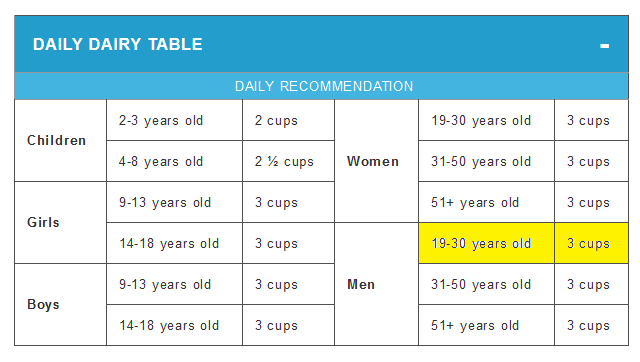 DAILY DAIRY TABLE -
DAILY RECOMMENDATION
Children
2-3 years old 2 cups
4-8 years old 2 ½ cups
Girls
9-13 years old 3 cups
14-18 years old 3 cups
Boys
9-13 years old 3 cups
14-18 years old 3 cups
Women
19-30 years old 3 cups
31-50 years old 3 cups
51+ years old 3 cups
Men
19-30 years old 3 cups
31-50 years old 3 cups
51+ years old 3 cups